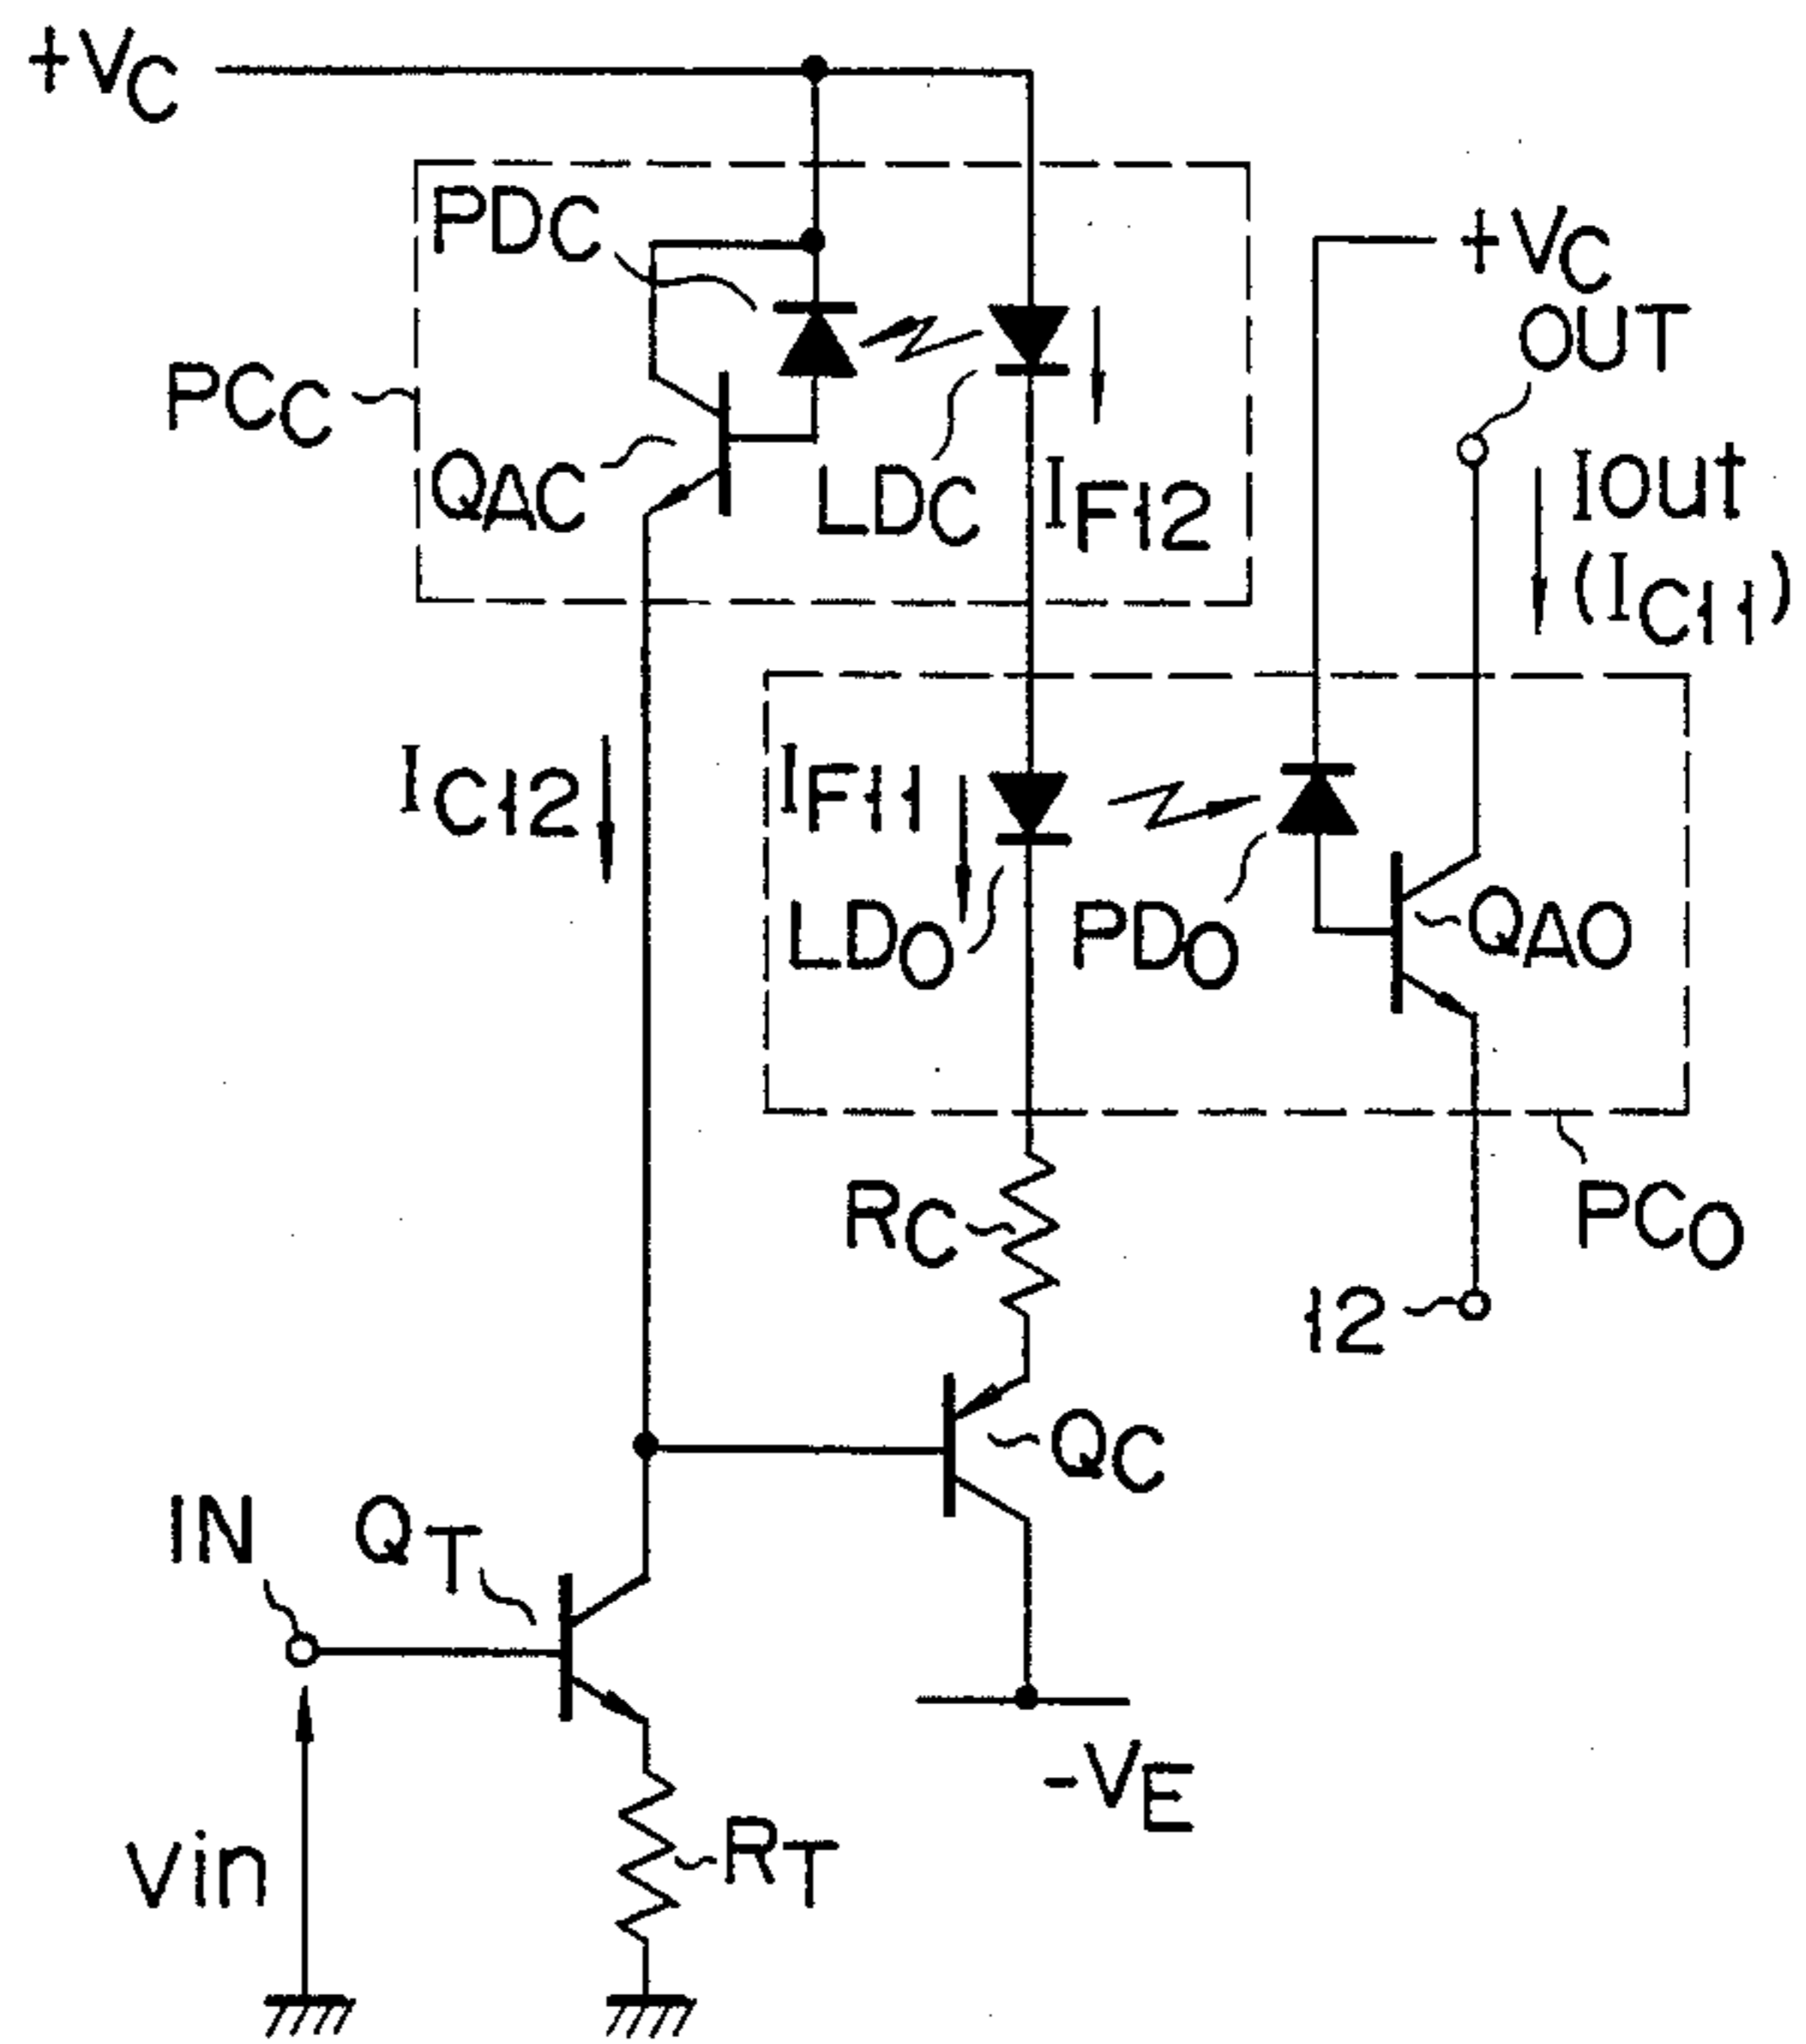 +VC
PDC
+VC
OUT
PCC
QAC
LDC
IF12
Iout
(IC11)
IC12
IF11
LDO
PDO
QAO
RC
PCO
12
QC
IN
QT
-VE
Vin
RT